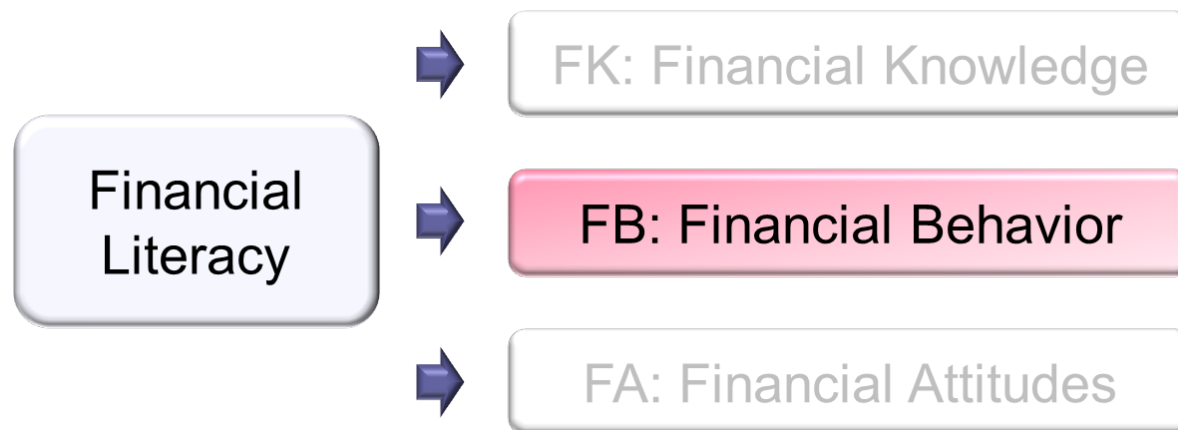 FK: Financial Knowledge
Financial
Literacy
FB: Financial Behavior
FA: Financial Attitudes